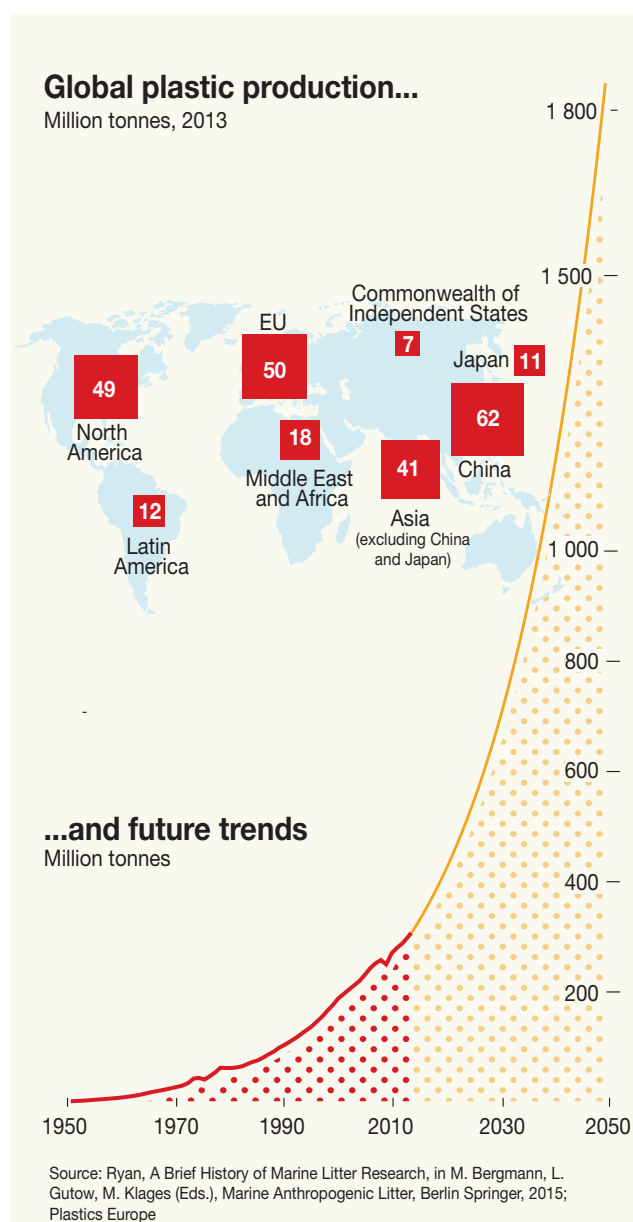 Global plastic production...
Million tonnes, 2013
1 800
1 500
Commonwealth of
Independent States
7
EU
50
Japan
11
49
North
America
62
China
18
Middle East
and Africa
41
Asia
(excluding China
and Japan)
12
Latin
America
1 000
800
-
600
...and future trends
Million tonnes
400
200
1950
1970
1990
2010
2030
2050
Source: Ryan, A Brief History of Marine Litter Research, in M. Bergmann, L.
Gutow, M. Klages (Eds.), Marine Anthropogenic Litter, Berlin Springer, 2015;
Plastics Europe